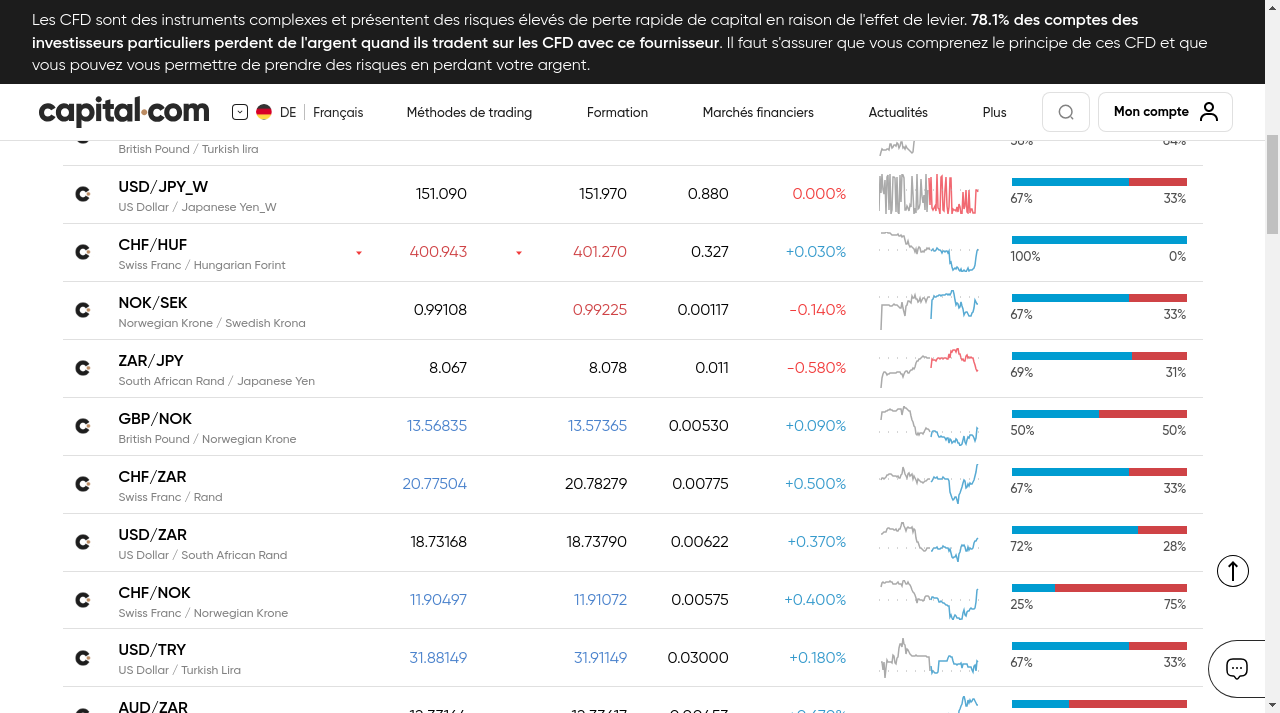 Les CFD sont des instruments complexes et présentent des risques élevés de perte rapide de capital en raison de l'effet de levier. 78.1% des comptes des
investisseurs particuliers perdent de l'argent quand ils tradent sur les CFD avec ce fournisseur. Il faut s'assurer que vous comprenez le principe de ces CFD et que
vous pouvez vous permettre de prendre des risques en perdant votre argent.
capital.com DE Français Méthodes de trading Formation Marchés financiers Actualités Plus Mon compte
British Pound / Turkish lira
USD/JPY_W 151.090 151.970 0.880 0.000%
US Dollar / Japanese Yen_W 67% 33%
CHF/HUF 400.943 401.270 0.327 +0.030%
Swiss Franc / Hungarian Forint 100% 0%
NOK/SEK 0.99108 0.99225 0.00117 -0.140%
Norwegian Krone / Swedish Krona 67% 33%
ZAR/JPY 8.067 8.078 0.011 -0.580%
South African Rand / Japanese Yen 69% 31%
GBP/NOK 13.56835 13.57365 0.00530 +0.090%
British Pound / Norwegian Krone 50% 50%
CHF/ZAR 20.77504 20.78279 0.00775 +0.500%
Swiss Franc / Rand 67% 33%
USD/ZAR 18.73168 18.73790 0.00622 +0.370%
US Dollar / South African Rand 72% 28%
CHF/NOK 11.90497 11.91072 0.00575 +0.400%
Swiss Franc / Norwegian Krone 25% 75%
USD/TRY 31.88149 31.91149 0.03000 +0.180%
US Dollar / Turkish Lira 67% 33%
AUD/ZAR